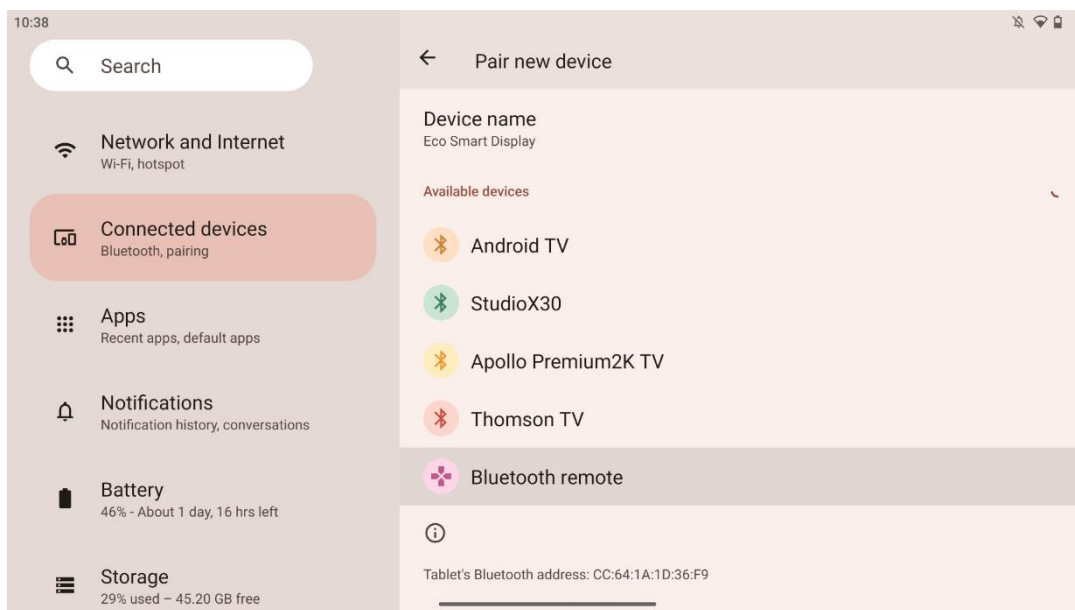 10:38
Search
Network and Internet
Wi-Fi, hotspot
Connected devices
Bluetooth, pairing
Apps
Recent apps, default apps
Notifications
Notification history, conversations
Battery
46% - About 1 day, 16 hrs left
Storage
29% used – 45.20 GB free
Pair new device
Device name
Eco Smart Display
Available devices
Android TV
StudioX30
Apollo Premium2K TV
Thomson TV
Bluetooth remote
Tablet's Bluetooth address: CC:64:1A:1D:36:F9